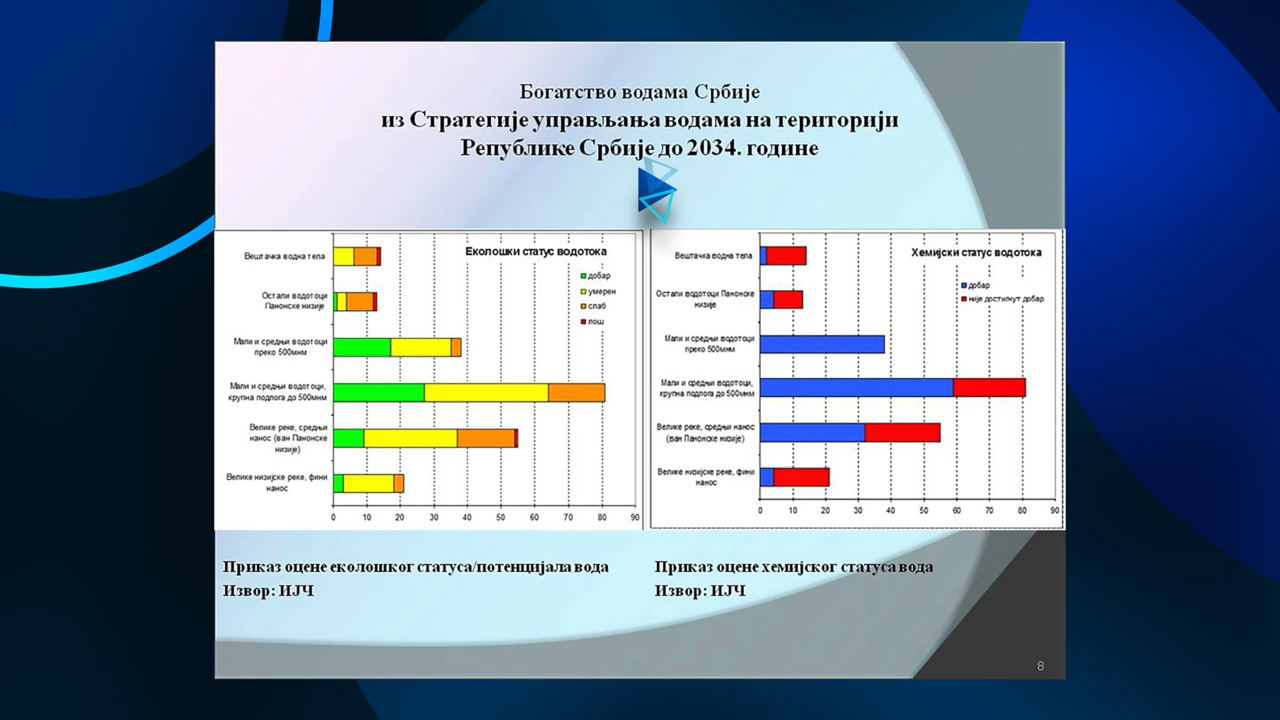 Богатство водама Србије
из Стратегије управљања водама на територији
Републике Србије до 2034. године
Еколошки статус водотока
добар
умерен
слаб
лош
Вештачка водна тела
Остали водотоци
Панонске низије
Мали и средњи водотоци
преко 500мнм
Мали и средњи водотоци,
крупна подлога до 500мнм
Велике реке, средњи
нанос (ван Панонске
низије)
Велике низијске реке, фини
нанос
0 10 20 30 40 50 60 70 80 90
Хемијски статус водотока
добар
није достигнут добар
Вештачка водна тела
Остали водотоци Панонске
низије
Мали и средњи водотоци
преко 500мнм
Мали и средњи водотоци,
крупна подлога до 500мнм
Велике реке, средњи нанос
(ван Панонске низије)
Велике низијске реке, фини
нанос
0 10 20 30 40 50 60 70 80 90
Приказ оцене еколошког статуса/потенцијала вода
Извор: ИЈЧ
Приказ оцене хемијског статуса вода
Извор: ИЈЧ
8